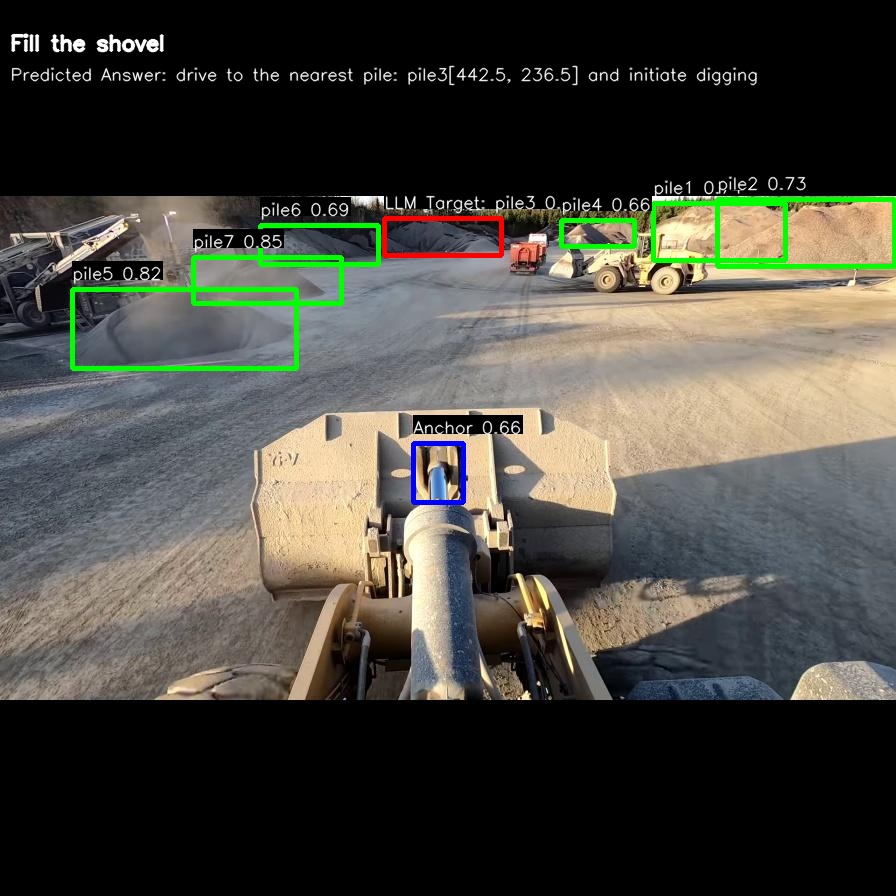 Fill the shovel
Predicted Answer: drive to the nearest pile: pile3[442.5, 236.5] and initiate digging
pile1
pile2 0.73
pile6 0.69
LLM Target: pile3 0.
pile4 0.66
pile7 0.85
pile5 0.82
Anchor 0.66